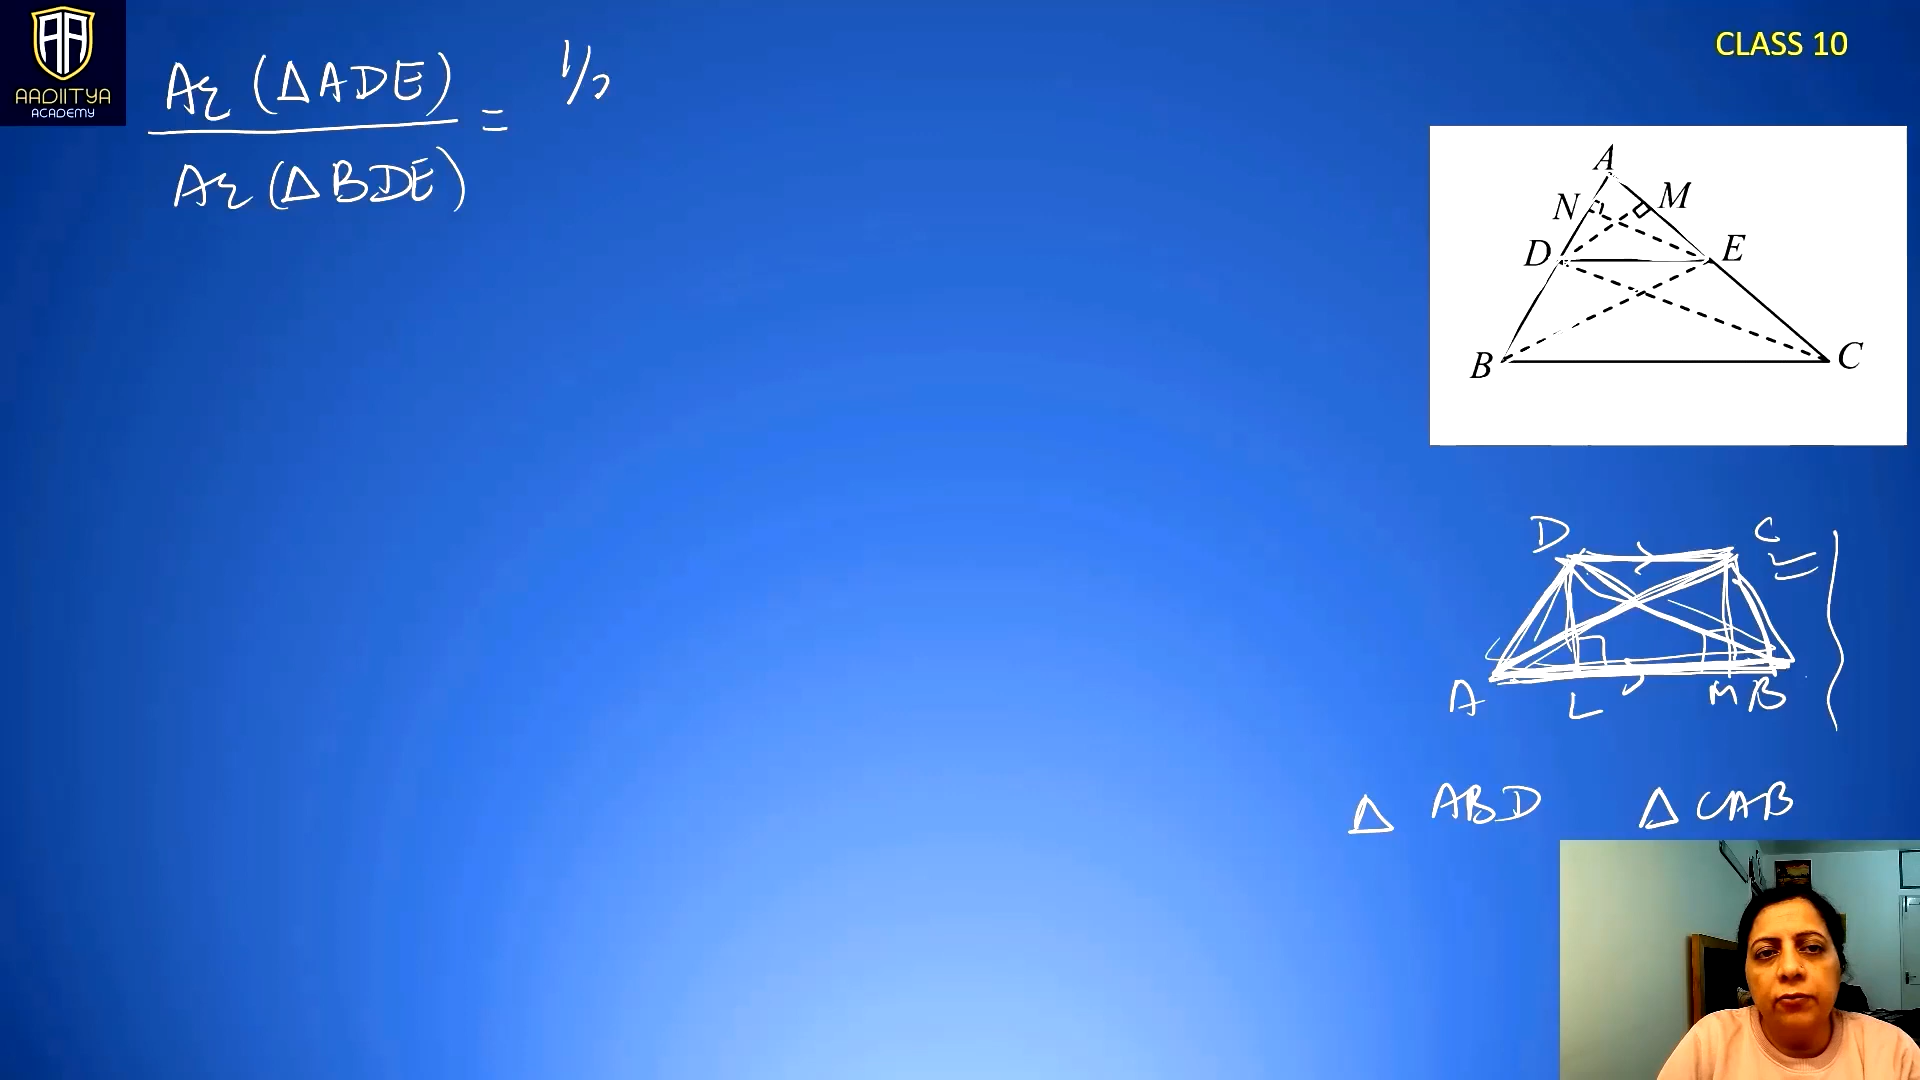 AADIITYA
ACADEMY
CLASS 10
Ar (ΔADE) = 1/2
Ar (ΔBDE)
A
N M
D E
B C
D C
A L M B
Δ ABD Δ CAB